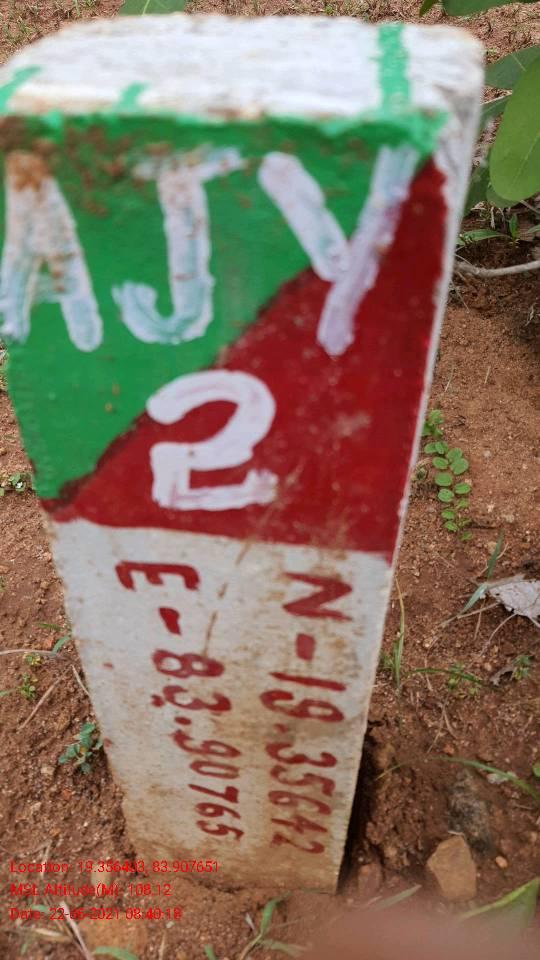 AJY
2
N-19.35642
E-83.90765
Location: 19.356403, 83.907651
MSL Altitude(M): 108.12
Date: 22-06-2021 08:40:18